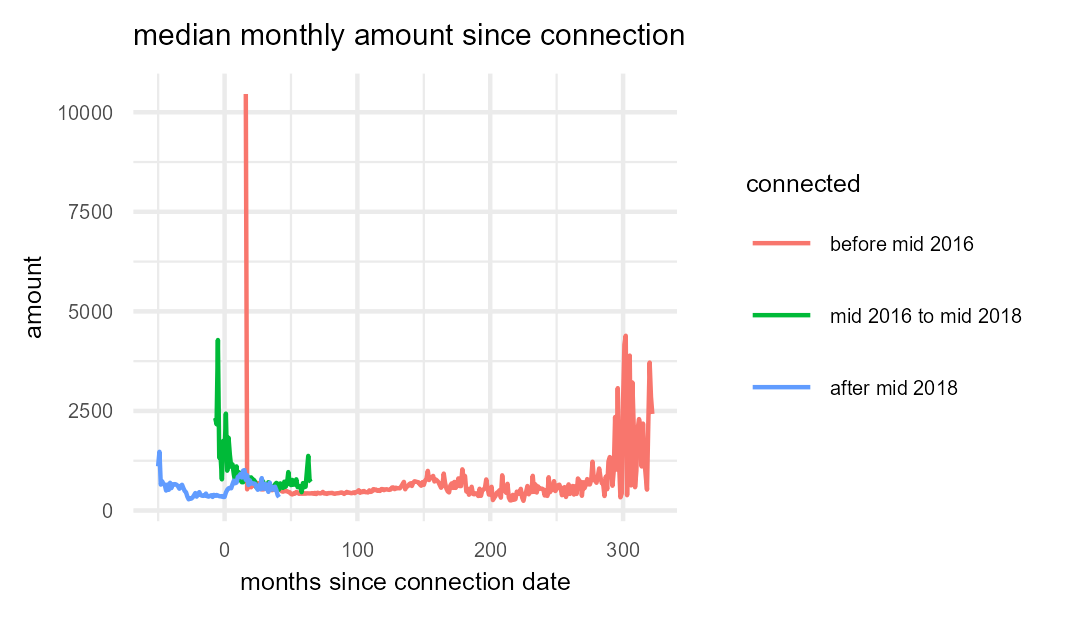 median monthly amount since connection
10000
7500
5000
2500
0
amount
0
100
200
300
months since connection date
connected
before mid 2016
mid 2016 to mid 2018
after mid 2018